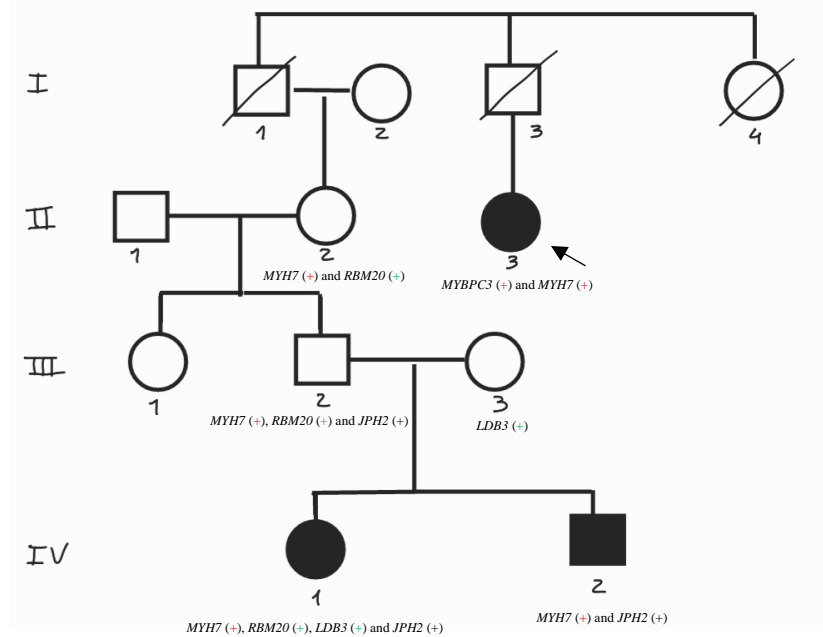 I
1
2
3
4
II
1
2
3
MYH7 (+) and RBM20 (+)
MYBPC3 (+) and MYH7 (+)
III
1
2
3
MYH7 (+), RBM20 (+) and JPH2 (+)
LDB3 (+)
IV
1
2
MYH7 (+), RBM20 (+), LDB3 (+) and JPH2 (+)
MYH7 (+) and JPH2 (+)